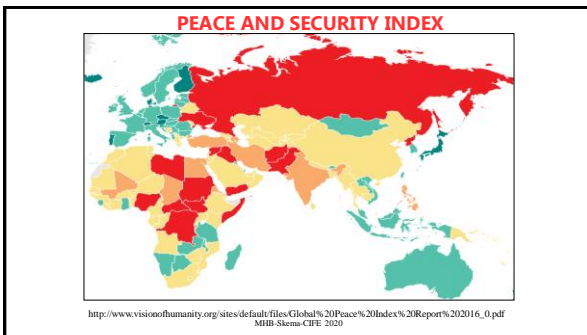 PEACE AND SECURITY INDEX
http://www.visionofhumanity.org/sites/default/files/Global%20Peace%20Index%20Report%202016_0.pdf
MHB-Skema-CIFE 2020